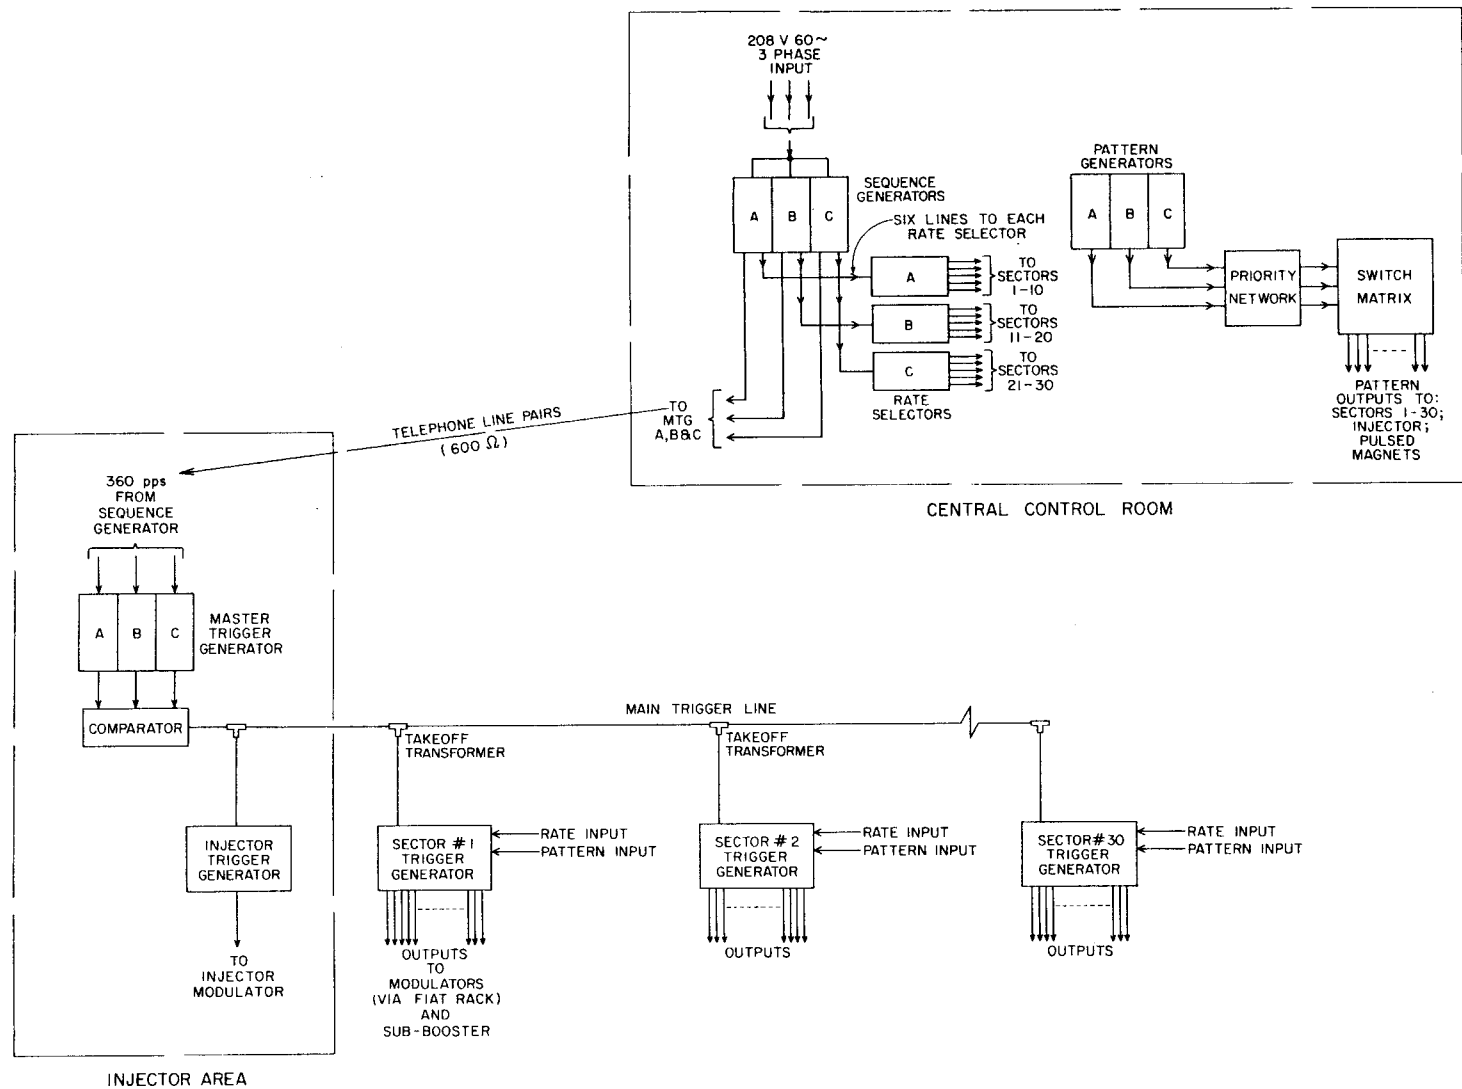 208 V 60~
3 PHASE
INPUT
SEQUENCE
GENERATORS
A
B
C
SIX LINES TO EACH
RATE SELECTOR
A
B
C
RATE
SELECTORS
TO
SECTORS
1-10
TO
SECTORS
11-20
TO
SECTORS
21-30
TO
MTG
A,B&C
PATTERN
GENERATORS
A
B
C
PRIORITY
NETWORK
SWITCH
MATRIX
PATTERN
OUTPUTS TO:
SECTORS 1-30;
INJECTOR;
PULSED
MAGNETS
CENTRAL CONTROL ROOM
TELEPHONE LINE PAIRS
(600 Ω)
360 pps
FROM
SEQUENCE
GENERATOR
A
B
C
MASTER
TRIGGER
GENERATOR
COMPARATOR
MAIN TRIGGER LINE
TAKEOFF
TRANSFORMER
TAKEOFF
TRANSFORMER
INJECTOR
TRIGGER
GENERATOR
TO
INJECTOR
MODULATOR
SECTOR #1
TRIGGER
GENERATOR
RATE INPUT
PATTERN INPUT
OUTPUTS
TO
MODULATORS
(VIA FIAT RACK)
AND
SUB-BOOSTER
SECTOR #2
TRIGGER
GENERATOR
RATE INPUT
PATTERN INPUT
OUTPUTS
SECTOR #30
TRIGGER
GENERATOR
RATE INPUT
PATTERN INPUT
OUTPUTS
INJECTOR AREA